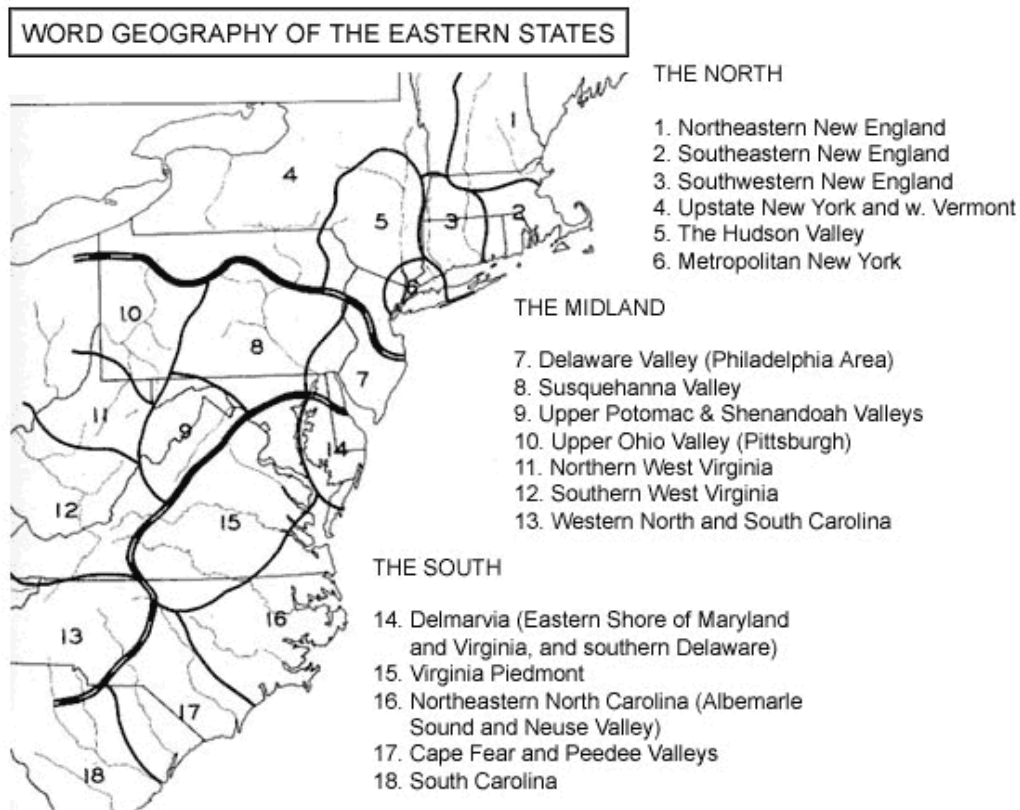 WORD GEOGRAPHY OF THE EASTERN STATES
THE NORTH
1. Northeastern New England
2. Southeastern New England
3. Southwestern New England
4. Upstate New York and w. Vermont
5. The Hudson Valley
6. Metropolitan New York
THE MIDLAND
7. Delaware Valley (Philadelphia Area)
8. Susquehanna Valley
9. Upper Potomac & Shenandoah Valleys
10. Upper Ohio Valley (Pittsburgh)
11. Northern West Virginia
12. Southern West Virginia
13. Western North and South Carolina
THE SOUTH
14. Delmarvia (Eastern Shore of Maryland
and Virginia, and southern Delaware)
15. Virginia Piedmont
16. Northeastern North Carolina (Albemarle
Sound and Neuse Valley)
17. Cape Fear and Peedee Valleys
18. South Carolina
1
4
2
5
3
6
10
8
7
11
9
14
12
15
16
13
17
18